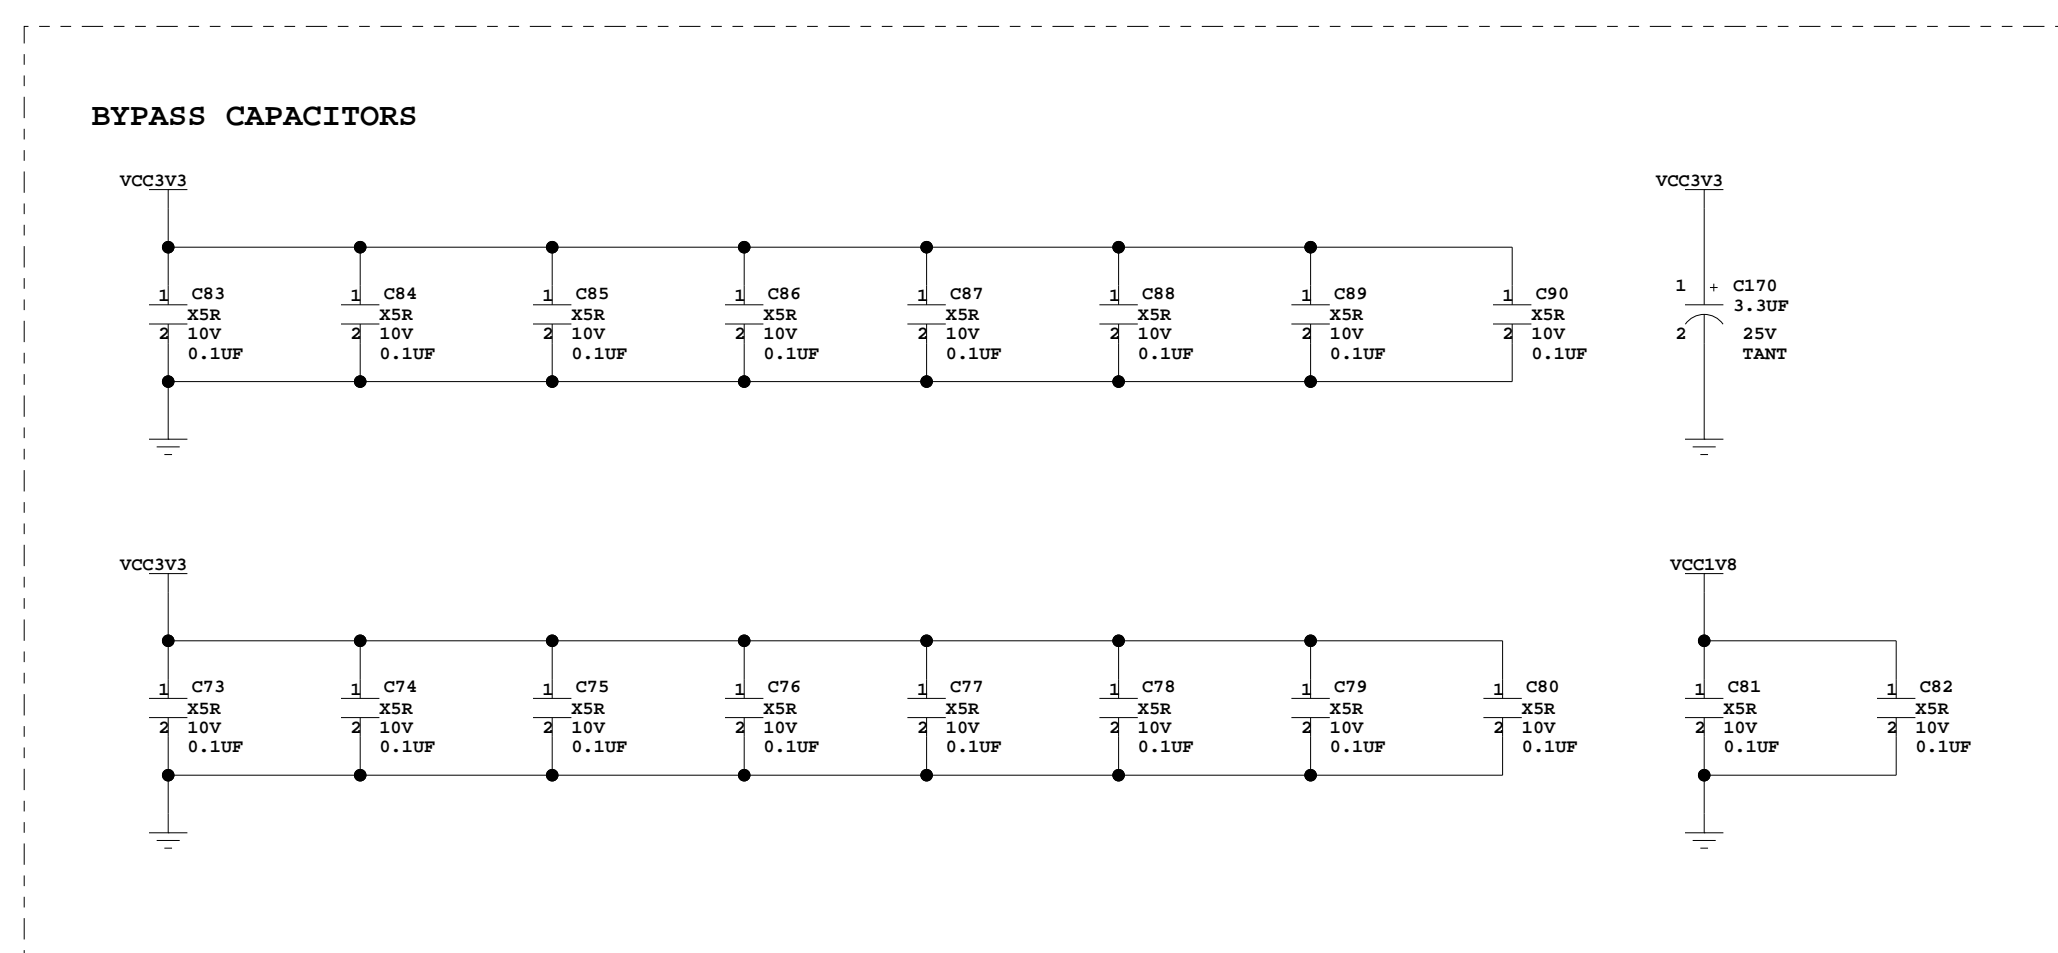 BYPASS CAPACITORS
VCC3V3 VCC3V3
1 C83 1 C84 1 C85 1 C86 1 C87 1 C88 1 C89 1 C90 1 + C170
X5R X5R X5R X5R X5R X5R X5R X5R 3.3UF
2 10V 2 10V 2 10V 2 10V 2 10V 2 10V 2 10V 2 10V 2 25V
0.1UF 0.1UF 0.1UF 0.1UF 0.1UF 0.1UF 0.1UF 0.1UF TANT
VCC3V3 VCC1V8
1 C73 1 C74 1 C75 1 C76 1 C77 1 C78 1 C79 1 C80 1 C81 1 C82
X5R X5R X5R X5R X5R X5R X5R X5R X5R X5R
2 10V 2 10V 2 10V 2 10V 2 10V 2 10V 2 10V 2 10V 2 10V 2 10V
0.1UF 0.1UF 0.1UF 0.1UF 0.1UF 0.1UF 0.1UF 0.1UF 0.1UF 0.1UF